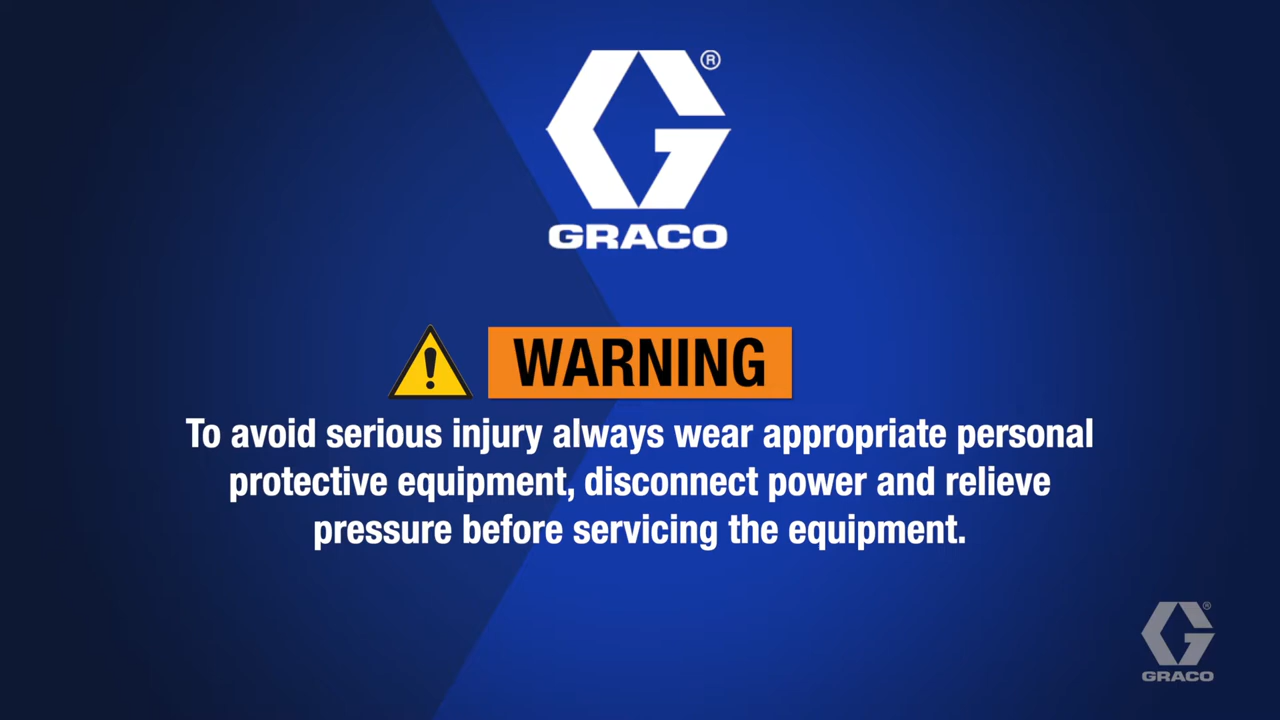 ®
GRACO
WARNING
To avoid serious injury always wear appropriate personal
protective equipment, disconnect power and relieve
pressure before servicing the equipment.
®
GRACO